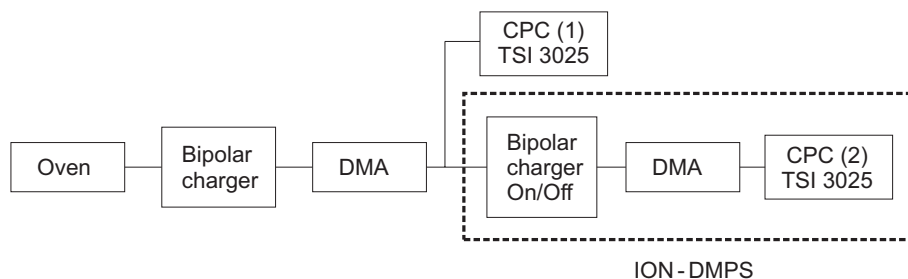 CPC (1)
TSI 3025
Oven
Bipolar
charger
DMA
Bipolar
charger
On/Off
DMA
CPC (2)
TSI 3025
ION - DMPS